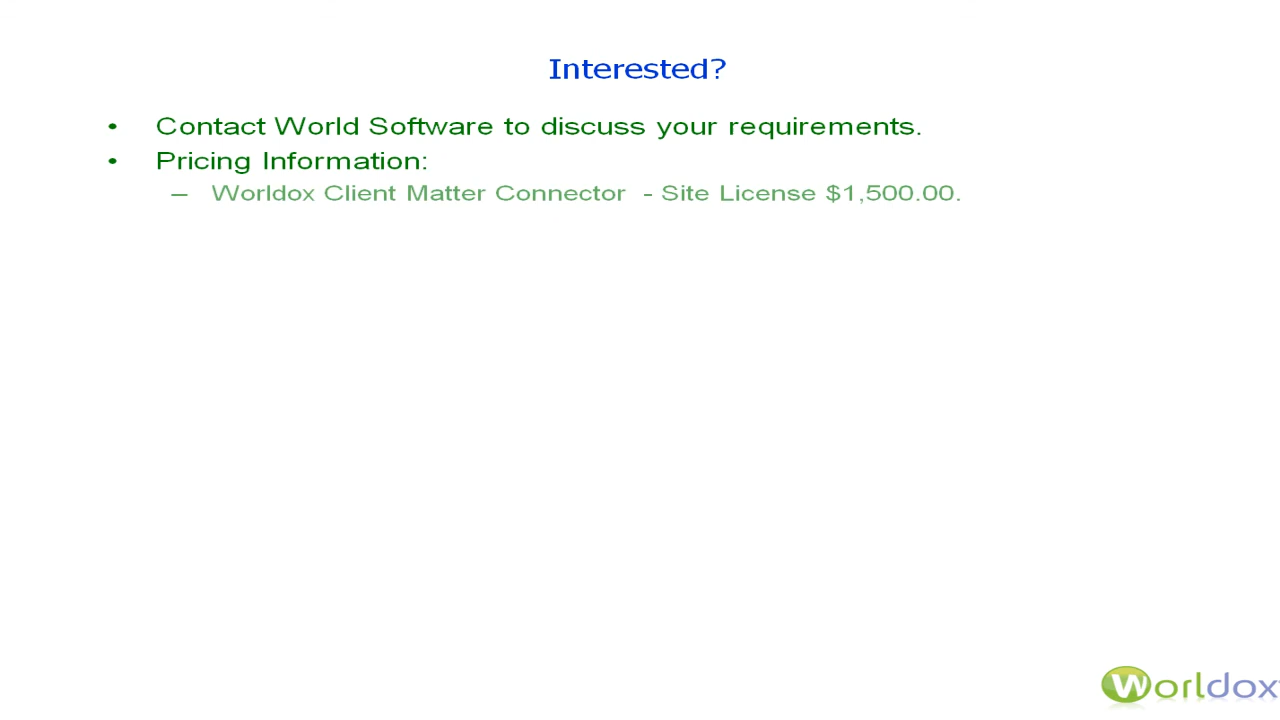 Interested?
• Contact World Software to discuss your requirements.
• Pricing Information:
– Worldox Client Matter Connector - Site License $1,500.00.
Worldox